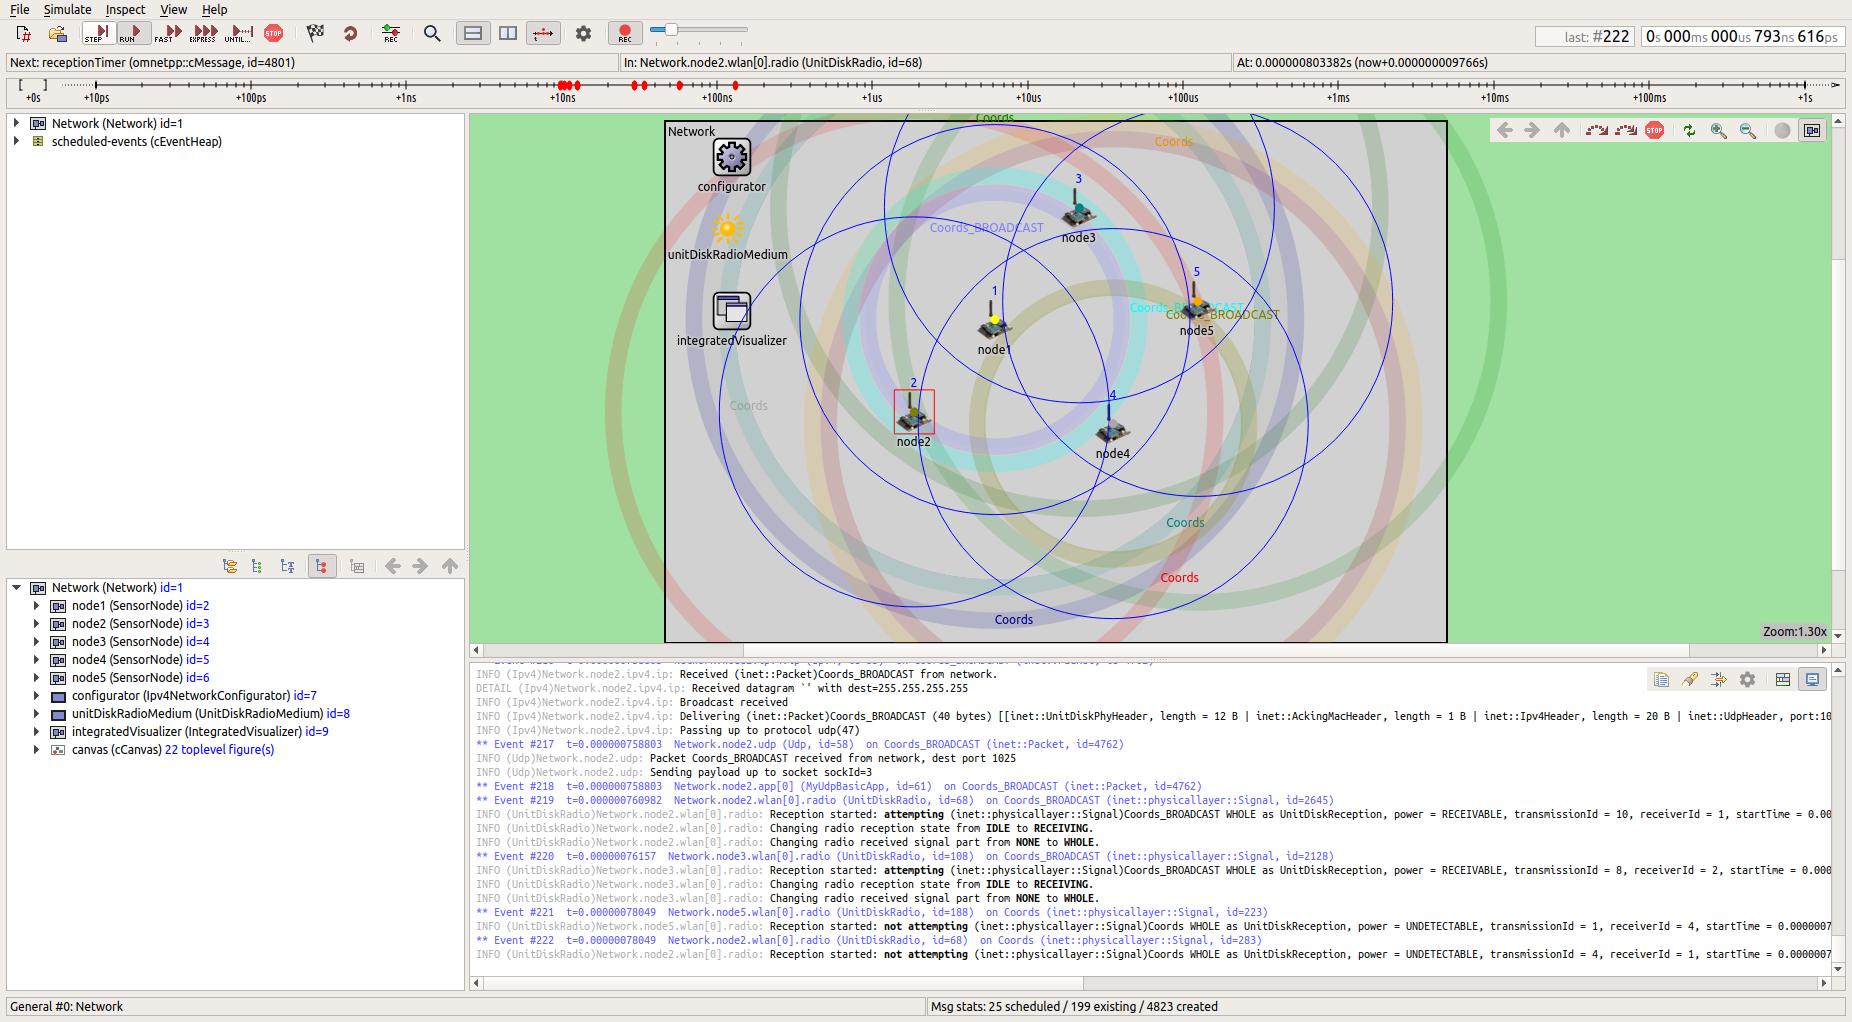 File Simulate Inspect View Help
STEP RUN FAST EXPRESS UNTIL... STOP REC REC
last: #222 0s 000ms 000us 793ns 616ps
Next: receptionTimer (omnetpp::cMessage, id=4801) In: Network.node2.wlan[0].radio (UnitDiskRadio, id=68) At: 0.000000803382s (now+0.000000009766s)
[ ]
+0s +10ps +100ps +1ns +10ns +100ns +1us +10us +100us +1ms +10ms +100ms +1s
Network (Network) id=1
scheduled-events (cEventHeap)
Network (Network) id=1
node1 (SensorNode) id=2
node2 (SensorNode) id=3
node3 (SensorNode) id=4
node4 (SensorNode) id=5
node5 (SensorNode) id=6
configurator (Ipv4NetworkConfigurator) id=7
unitDiskRadioMedium (UnitDiskRadioMedium) id=8
integratedVisualizer (IntegratedVisualizer) id=9
canvas (cCanvas) 22 toplevel figure(s)
Coords
Network
STOP
Coords
configurator
3
Coords_BROADCAST
node3
unitDiskRadioMedium
5
1
Coords_BROADCAST
node5
integratedVisualizer
node1
2
4
Coords
node2
node4
Coords
Coords
Coords
Zoom:1.30x
INFO (Ipv4)Network.node2.ipv4.ip: Received (inet::Packet)Coords_BROADCAST from network.
DETAIL (Ipv4)Network.node2.ipv4.ip: Received datagram `' with dest=255.255.255.255
INFO (Ipv4)Network.node2.ipv4.ip: Broadcast received
INFO (Ipv4)Network.node2.ipv4.ip: Delivering (inet::Packet)Coords_BROADCAST (40 bytes) [[inet::UnitDiskPhyHeader, length = 12 B | inet::AckingMacHeader, length = 1 B | inet::Ipv4Header, length = 20 B | inet::UdpHeader, port:10
INFO (Ipv4)Network.node2.ipv4.ip: Passing up to protocol udp(47)
** Event #217 t=0.000000758803 Network.node2.udp (Udp, id=58) on Coords_BROADCAST (inet::Packet, id=4762)
INFO (Udp)Network.node2.udp: Packet Coords_BROADCAST received from network, dest port 1025
INFO (Udp)Network.node2.udp: Sending payload up to socket sockId=3
** Event #218 t=0.000000758803 Network.node2.app[0] (MyUdpBasicApp, id=61) on Coords_BROADCAST (inet::Packet, id=4762)
** Event #219 t=0.000000760982 Network.node2.wlan[0].radio (UnitDiskRadio, id=68) on Coords_BROADCAST (inet::physicallayer::Signal, id=2645)
INFO (UnitDiskRadio)Network.node2.wlan[0].radio: Reception started: attempting (inet::physicallayer::Signal)Coords_BROADCAST WHOLE as UnitDiskReception, power = RECEIVABLE, transmissionId = 10, receiverId = 1, startTime = 0.00
INFO (UnitDiskRadio)Network.node2.wlan[0].radio: Changing radio reception state from IDLE to RECEIVING.
INFO (UnitDiskRadio)Network.node2.wlan[0].radio: Changing radio received signal part from NONE to WHOLE.
** Event #220 t=0.00000076157 Network.node3.wlan[0].radio (UnitDiskRadio, id=108) on Coords_BROADCAST (inet::physicallayer::Signal, id=2128)
INFO (UnitDiskRadio)Network.node3.wlan[0].radio: Reception started: attempting (inet::physicallayer::Signal)Coords_BROADCAST WHOLE as UnitDiskReception, power = RECEIVABLE, transmissionId = 8, receiverId = 2, startTime = 0.000
INFO (UnitDiskRadio)Network.node3.wlan[0].radio: Changing radio reception state from IDLE to RECEIVING.
INFO (UnitDiskRadio)Network.node3.wlan[0].radio: Changing radio received signal part from NONE to WHOLE.
** Event #221 t=0.00000078049 Network.node5.wlan[0].radio (UnitDiskRadio, id=188) on Coords (inet::physicallayer::Signal, id=223)
INFO (UnitDiskRadio)Network.node5.wlan[0].radio: Reception started: not attempting (inet::physicallayer::Signal)Coords WHOLE as UnitDiskReception, power = UNDETECTABLE, transmissionId = 1, receiverId = 4, startTime = 0.0000007
** Event #222 t=0.00000078049 Network.node2.wlan[0].radio (UnitDiskRadio, id=68) on Coords (inet::physicallayer::Signal, id=283)
INFO (UnitDiskRadio)Network.node2.wlan[0].radio: Reception started: not attempting (inet::physicallayer::Signal)Coords WHOLE as UnitDiskReception, power = UNDETECTABLE, transmissionId = 4, receiverId = 1, startTime = 0.0000007
General #0: Network Msg stats: 25 scheduled / 199 existing / 4823 created